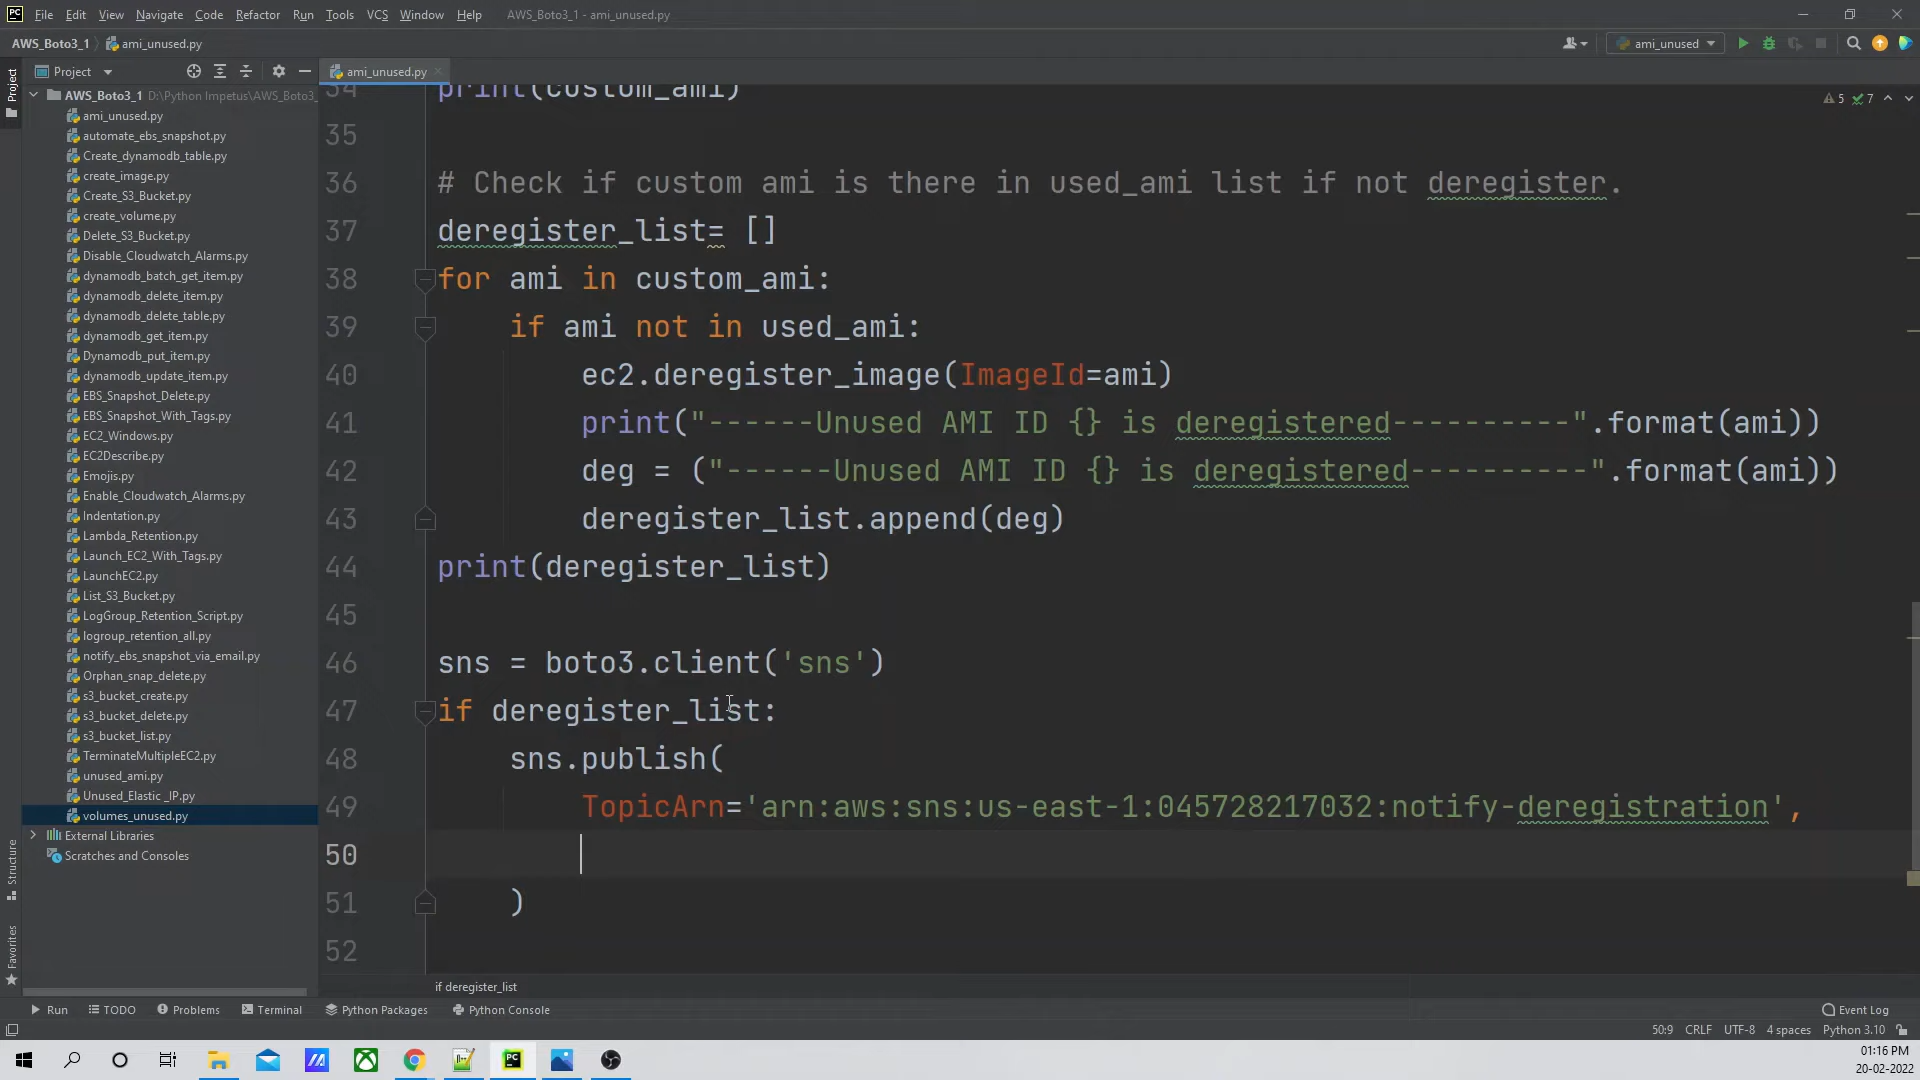 File Edit View Navigate Code Refactor Run Tools VCS Window Help AWS_Boto3_1 - ami_unused.py
AWS_Boto3_1 ami_unused.py ami_unused
Project ami_unused.py
AWS_Boto3_1 D:\Python Impetus\AWS_Boto3_
ami_unused.py
automate_ebs_snapshot.py
Create_dynamodb_table.py
create_image.py
Create_S3_Bucket.py
create_volume.py
Delete_S3_Bucket.py
Disable_Cloudwatch_Alarms.py
dynamodb_batch_get_item.py
dynamodb_delete_item.py
dynamodb_delete_table.py
dynamodb_get_item.py
Dynamodb_put_item.py
dynamodb_update_item.py
EBS_Snapshot_Delete.py
EBS_Snapshot_With_Tags.py
EC2_Windows.py
EC2Describe.py
Emojis.py
Enable_Cloudwatch_Alarms.py
Indentation.py
Lambda_Retention.py
Launch_EC2_With_Tags.py
LaunchEC2.py
List_S3_Bucket.py
LogGroup_Retention_Script.py
logroup_retention_all.py
notify_ebs_snapshot_via_email.py
Orphan_snap_delete.py
s3_bucket_create.py
s3_bucket_delete.py
s3_bucket_list.py
TerminateMultipleEC2.py
unused_ami.py
Unused_Elastic _IP.py
volumes_unused.py
External Libraries
Scratches and Consoles
Project
Structure
Favorites
5 7
34 print(custom_ami)
35
36 # Check if custom ami is there in used_ami list if not deregister.
37 deregister_list= []
38 for ami in custom_ami:
39 if ami not in used_ami:
40 ec2.deregister_image(ImageId=ami)
41 print("------Unused AMI ID {} is deregistered----------".format(ami))
42 deg = ("------Unused AMI ID {} is deregistered----------".format(ami))
43 deregister_list.append(deg)
44 print(deregister_list)
45
46 sns = boto3.client('sns')
47 if deregister_list:
48 sns.publish(
49 TopicArn='arn:aws:sns:us-east-1:045728217032:notify-deregistration',
50
51 )
52
if deregister_list
Run TODO Problems Terminal Python Packages Python Console Event Log
50:9 CRLF UTF-8 4 spaces Python 3.10
01:16 PM
20-02-2022